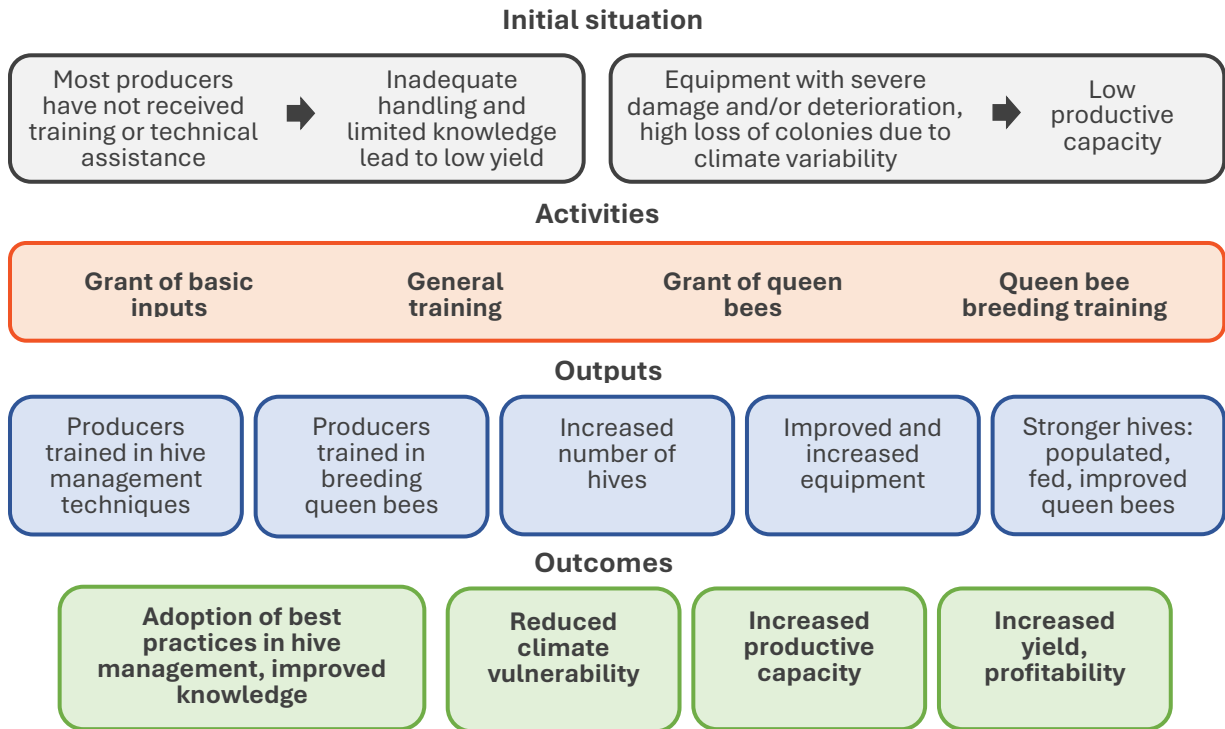 Initial situation
Most producers
have not received
training or technical
assistance
Inadequate
handling and
limited knowledge
lead to low yield
Equipment with severe
damage and/or deterioration,
high loss of colonies due to
climate variability
Low
productive
capacity
Activities
Grant of basic
inputs
General
training
Grant of queen
bees
Queen bee
breeding training
Outputs
Producers
trained in hive
management
techniques
Producers
trained in
breeding
queen bees
Increased
number of
hives
Improved and
increased
equipment
Stronger hives:
populated,
fed, improved
queen bees
Outcomes
Adoption of best
practices in hive
management, improved
knowledge
Reduced
climate
vulnerability
Increased
productive
capacity
Increased
yield,
profitability